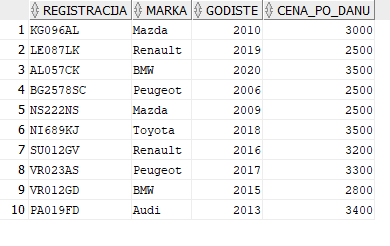 REGISTRACIJA MARKA GODISTE CENA_PO_DANU
1 KG096AL Mazda 2010 3000
2 LE087LK Renault 2019 2500
3 AL057CK BMW 2020 3500
4 BG2578SC Peugeot 2006 2500
5 NS222NS Mazda 2009 2500
6 NI689KJ Toyota 2018 3500
7 SU012GV Renault 2016 3200
8 VR023AS Peugeot 2017 3300
9 VR012GD BMW 2015 2800
10 PA019FD Audi 2013 3400